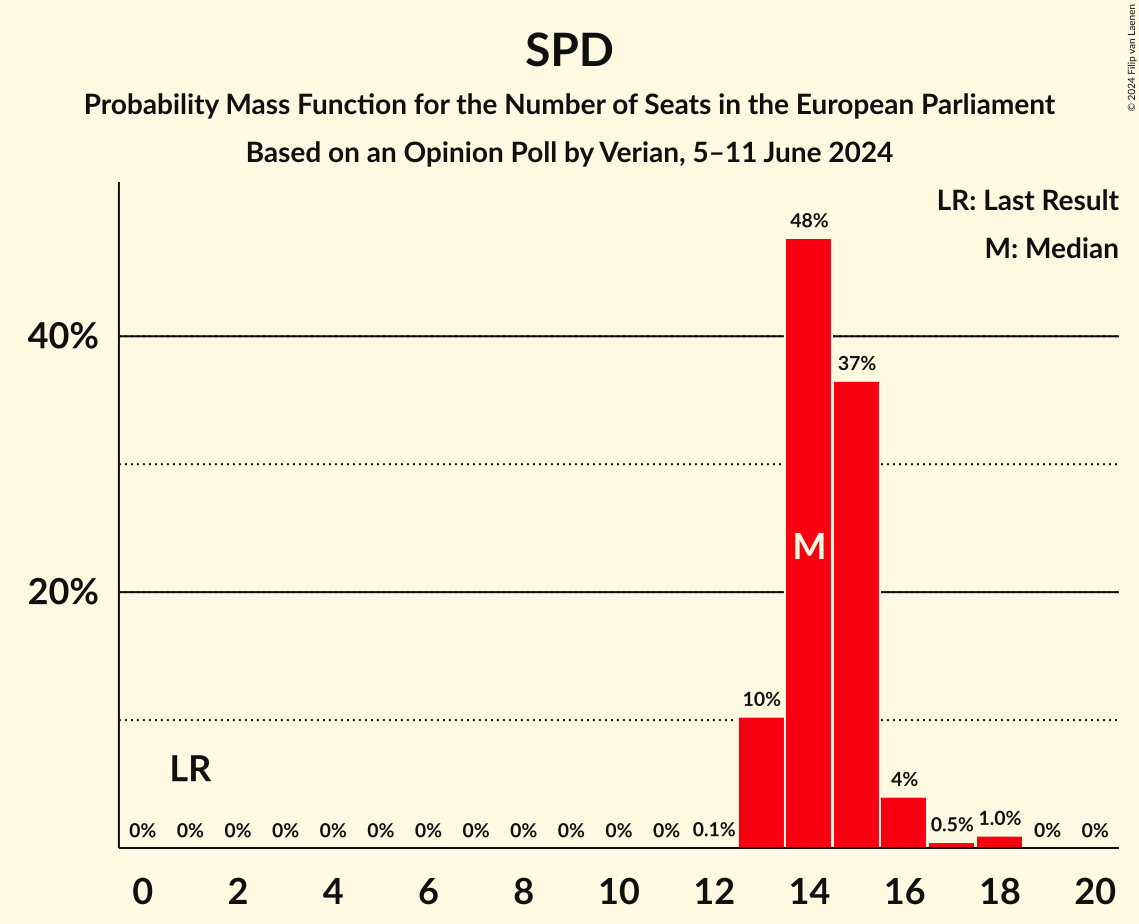 SPD
Probability Mass Function for the Number of Seats in the European Parliament
Based on an Opinion Poll by Verian, 5–11 June 2024
© 2024 Filip van Laenen
LR: Last Result
M: Median
48%
40%
37%
M
20%
10%
LR
4%
0% 0% 0% 0% 0% 0% 0% 0% 0% 0% 0% 0% 0.1% 0.5% 1.0% 0% 0%
0 2 4 6 8 10 12 14 16 18 20